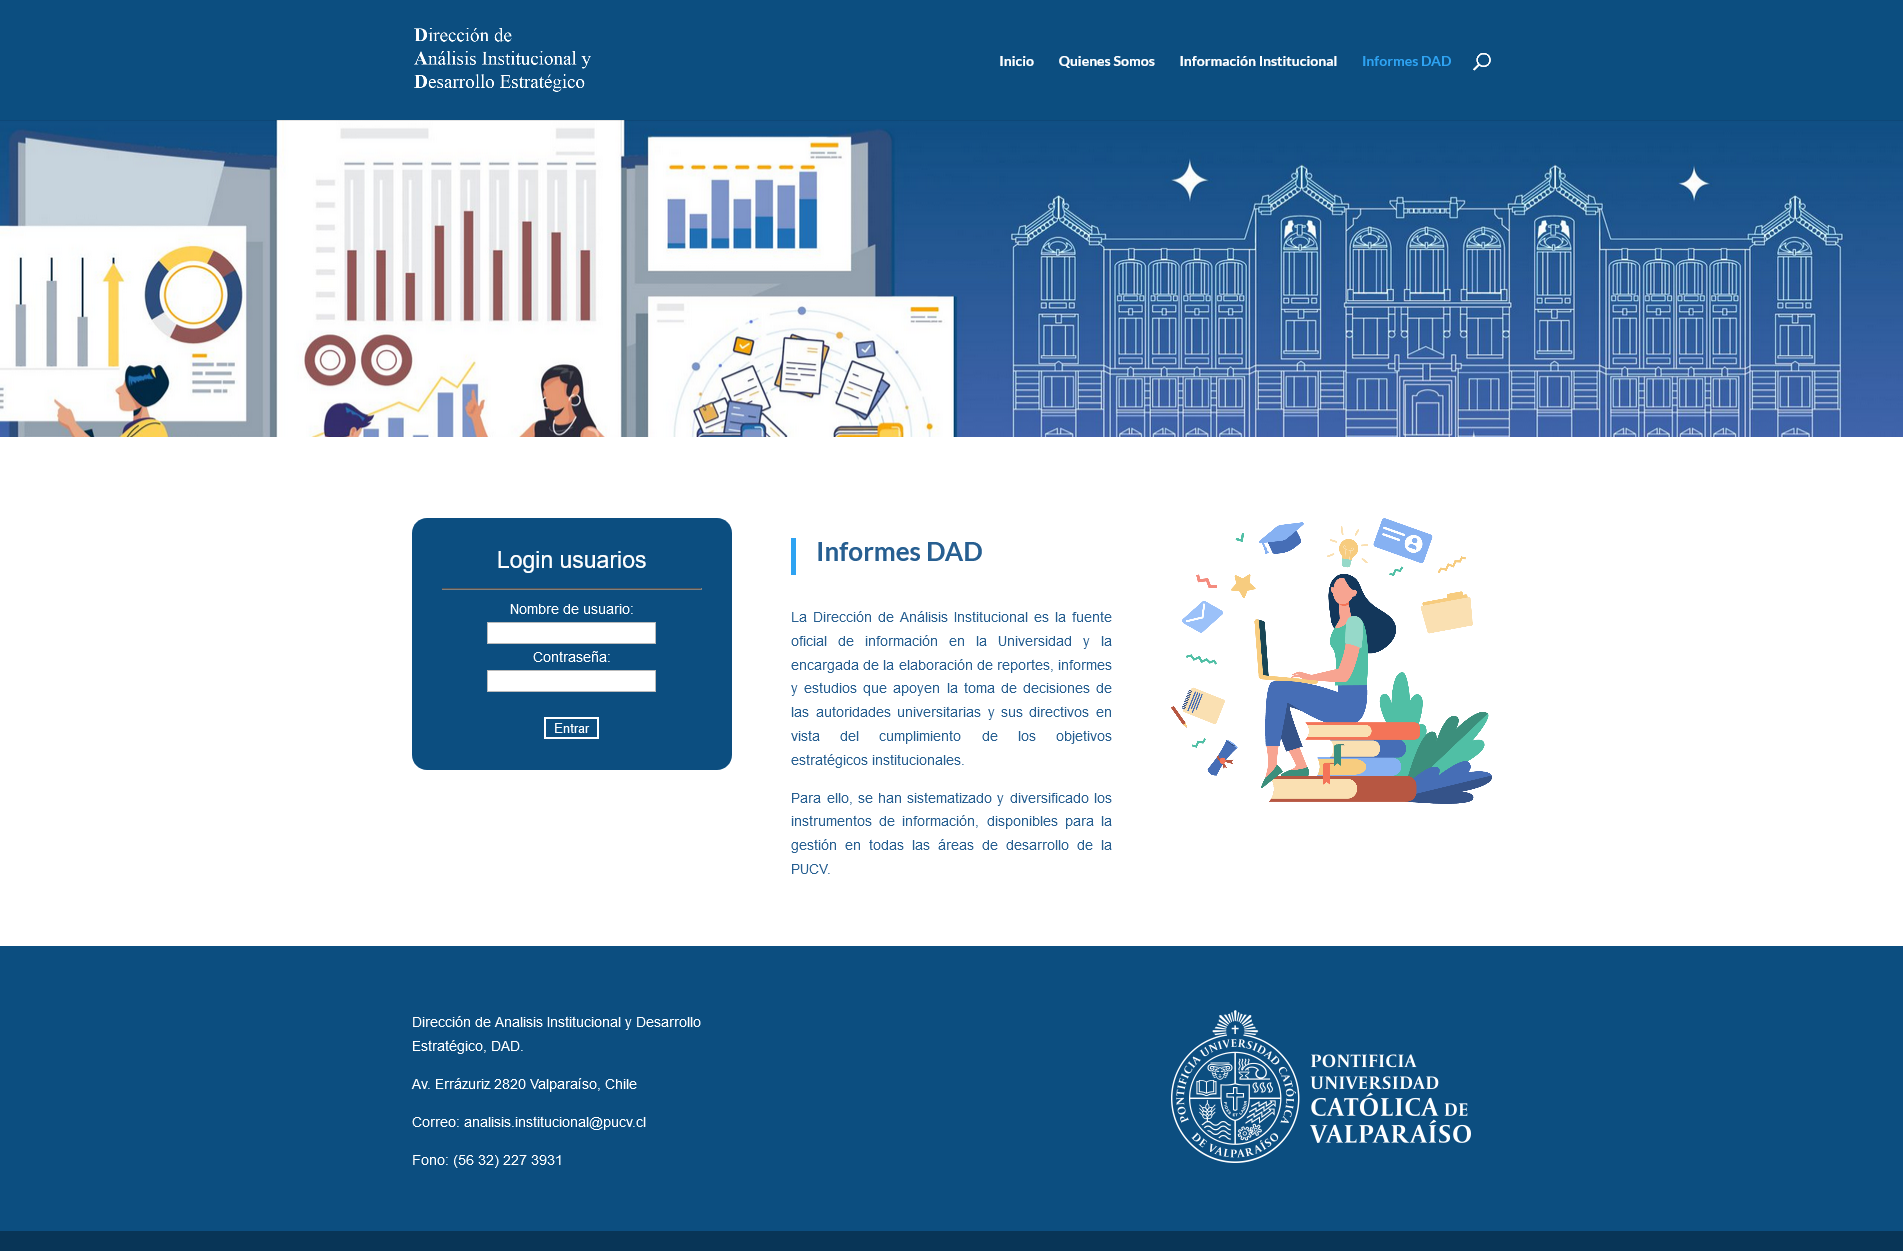 Dirección de
Análisis Institucional y
Desarrollo Estratégico
Inicio
Quienes Somos
Información Institucional
Informes DAD
Login usuarios
Nombre de usuario:
Contraseña:
Entrar
Informes DAD
La Dirección de Análisis Institucional es la fuente
oficial de información en la Universidad y la
encargada de la elaboración de reportes, informes
y estudios que apoyen la toma de decisiones de
las autoridades universitarias y sus directivos en
vista del cumplimiento de los objetivos
estratégicos institucionales.
Para ello, se han sistematizado y diversificado los
instrumentos de información, disponibles para la
gestión en todas las áreas de desarrollo de la
PUCV.
Dirección de Analisis Institucional y Desarrollo
Estratégico, DAD.
Av. Errázuriz 2820 Valparaíso, Chile
Correo: analisis.institucional@pucv.cl
Fono: (56 32) 227 3931
PONTIFICIA UNIVERSIDAD CATÓLICA
DE VALPARAÍSO
PONTIFICIA
UNIVERSIDAD
CATÓLICA DE
VALPARAÍSO